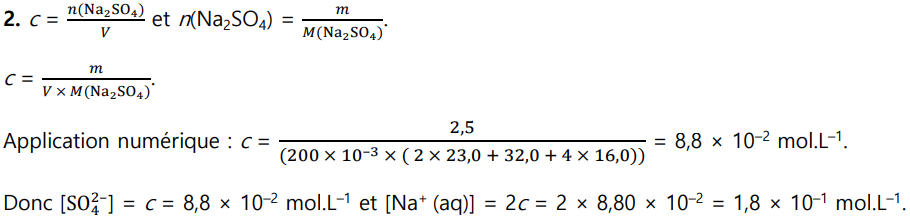 2. c = n(Na₂SO₄)/V et n(Na₂SO₄) = m/M(Na₂SO₄).
c = m/(V × M(Na₂SO₄)).
Application numérique : c = 2,5/(200 × 10⁻³ × ( 2 × 23,0 + 32,0 + 4 × 16,0)) = 8,8 × 10⁻² mol.L⁻¹.
Donc [SO₄²⁻] = c = 8,8 × 10⁻² mol.L⁻¹ et [Na⁺ (aq)] = 2c = 2 × 8,80 × 10⁻² = 1,8 × 10⁻¹ mol.L⁻¹.